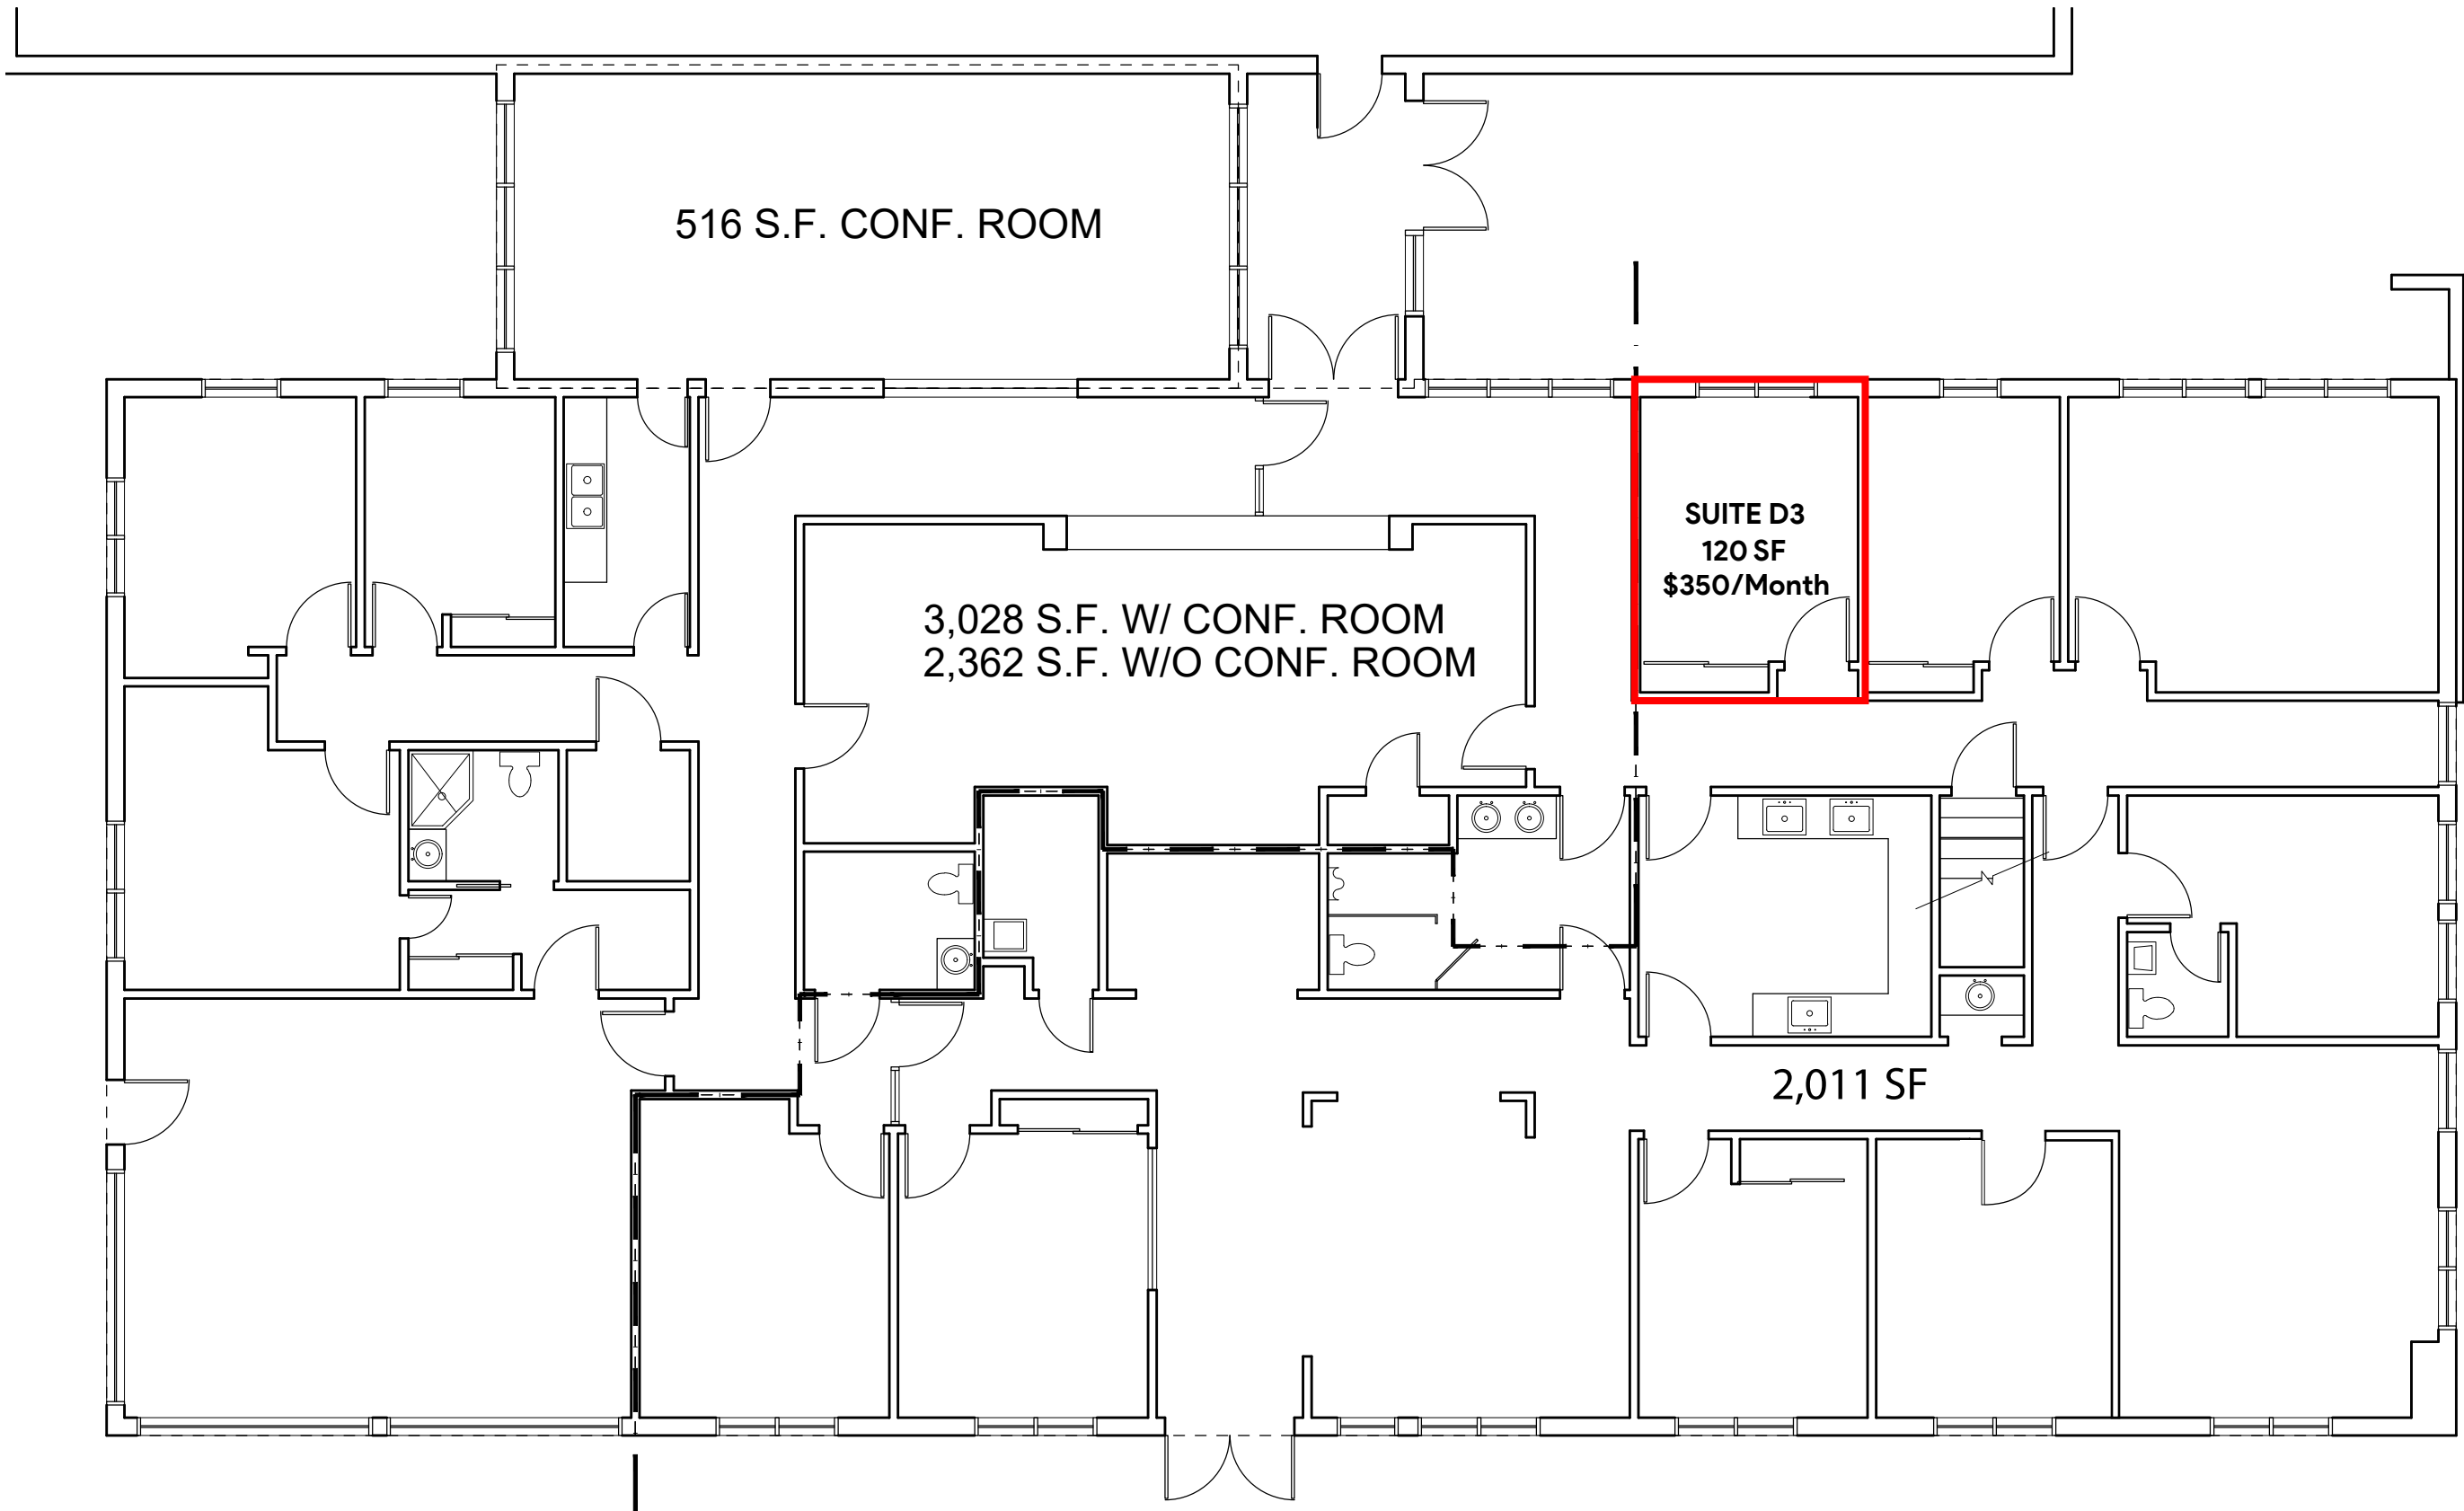 516 S.F. CONF. ROOM
SUITE D3
120 SF
$350/Month
3,028 S.F. W/ CONF. ROOM
2,362 S.F. W/O CONF. ROOM
2,011 SF